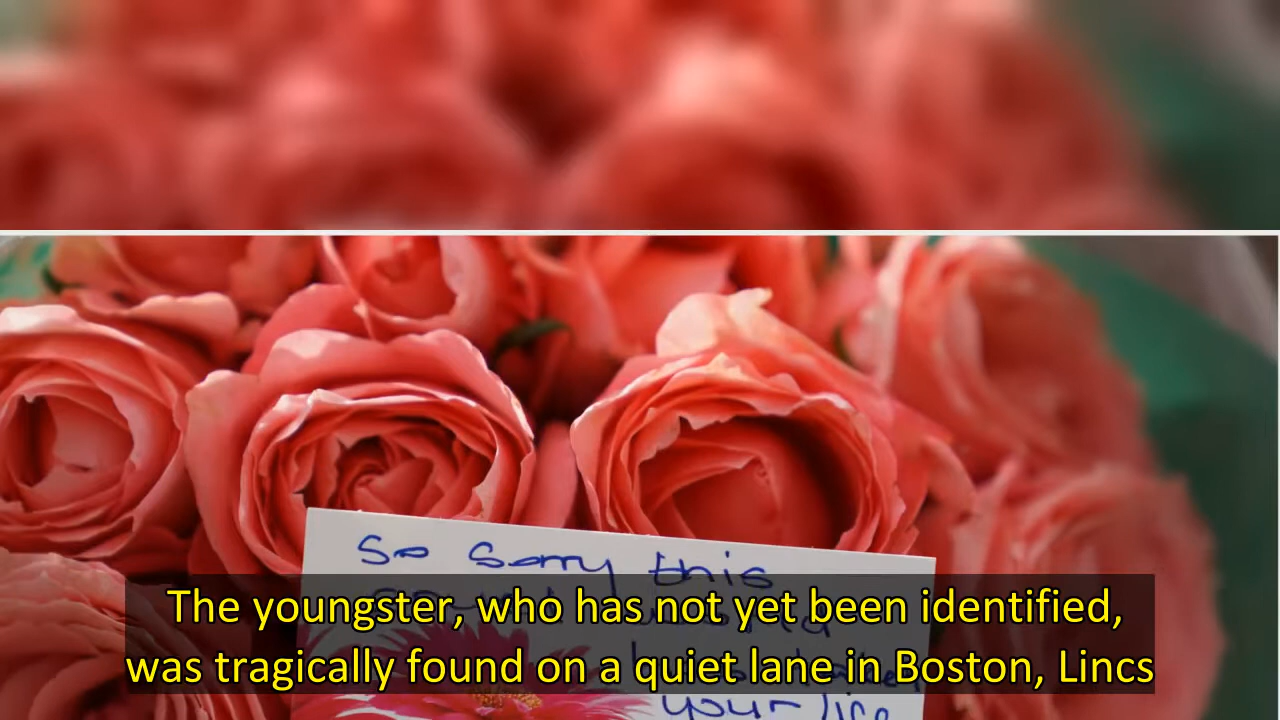 So sorry this
The youngster, who has not yet been identified,
was tragically found on a quiet lane in Boston, Lincs
your life